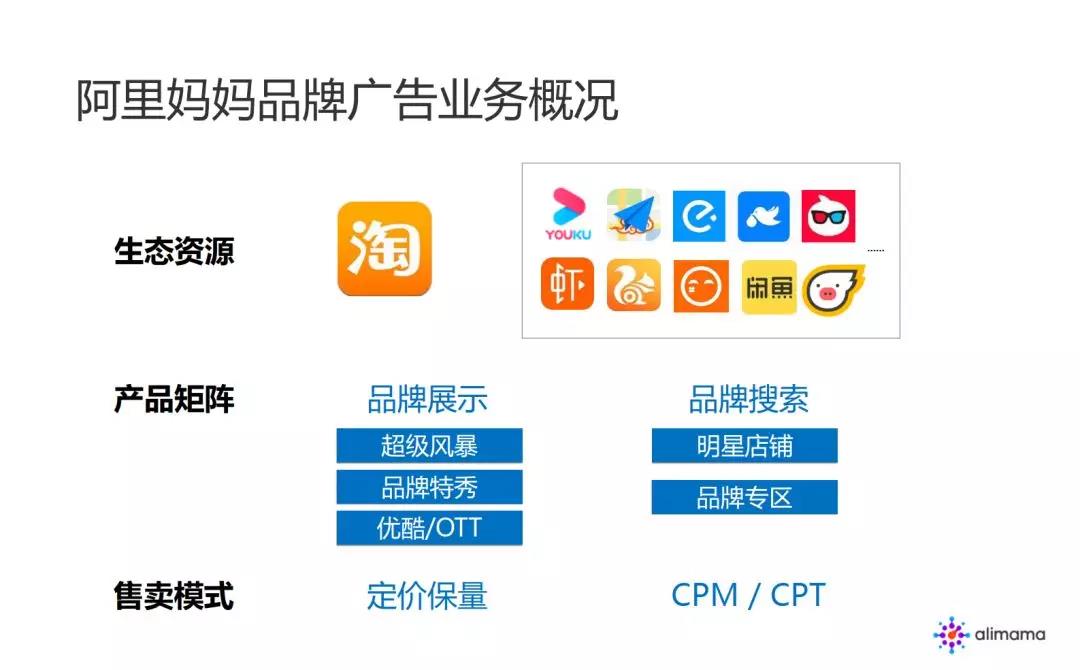 阿里妈妈品牌广告业务概况
生态资源
淘
YOUKU
......
虾
闲鱼
产品矩阵
品牌展示
品牌搜索
超级风暴
明星店铺
品牌特秀
品牌专区
优酷/OTT
售卖模式
定价保量
CPM / CPT
alimama